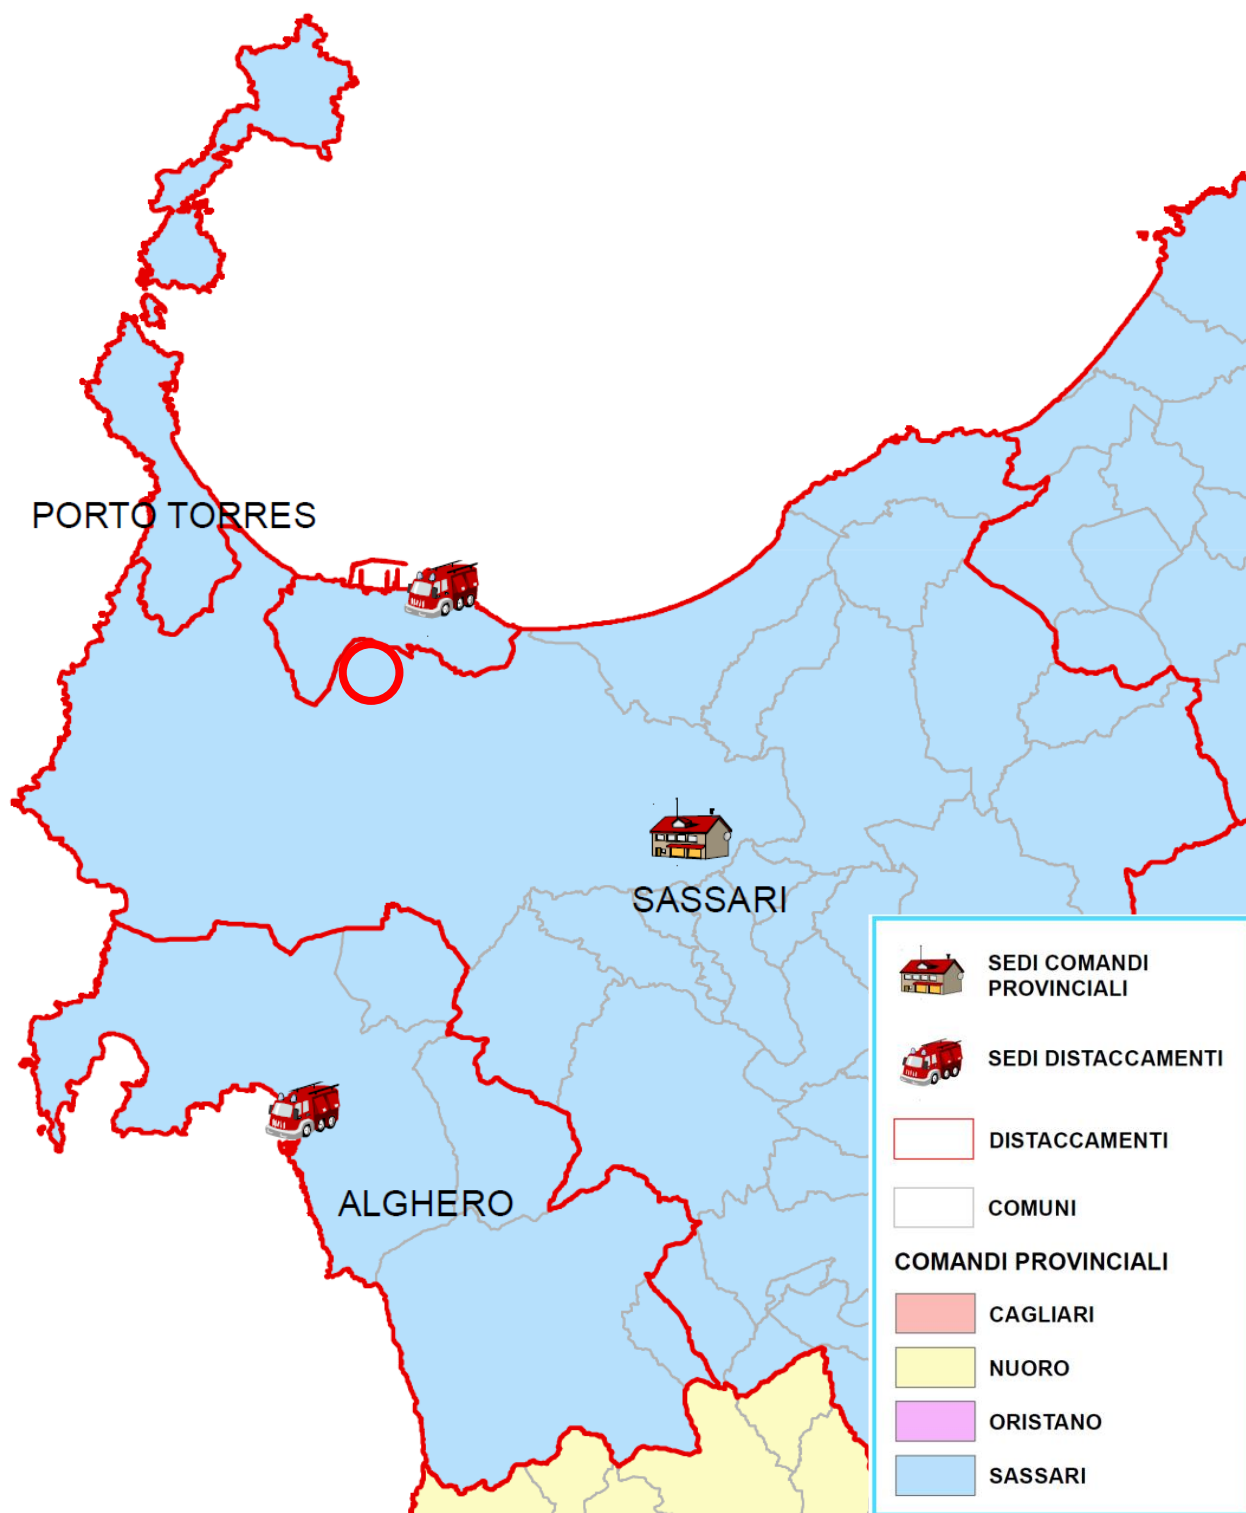 PORTO TORRES
SASSARI
ALGHERO
SEDI COMANDI
PROVINCIALI
SEDI DISTACCAMENTI
DISTACCAMENTI
COMUNI
COMANDI PROVINCIALI
CAGLIARI
NUORO
ORISTANO
SASSARI